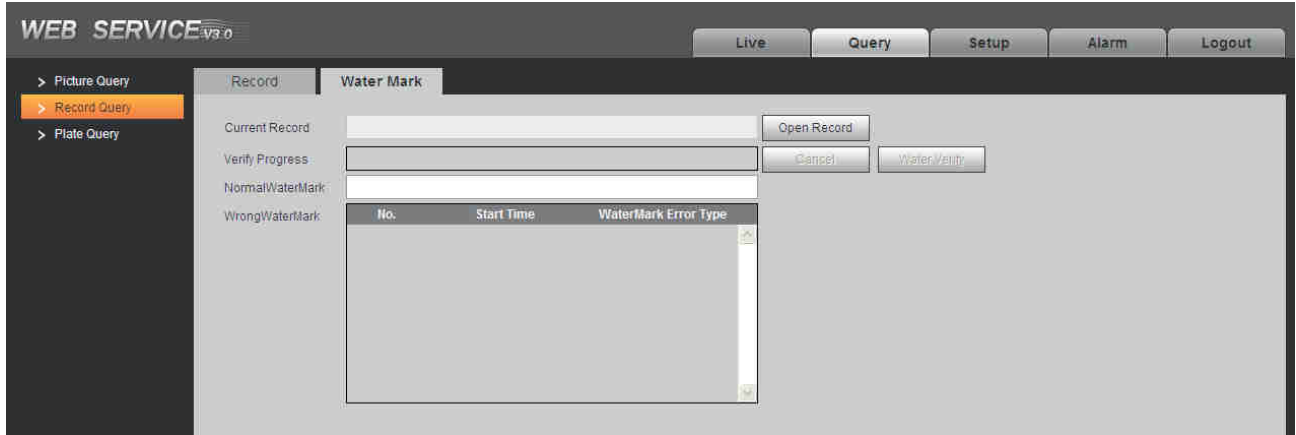 WEB SERVICE V3.0
Live Query Setup Alarm Logout
> Picture Query
Record Water Mark
> Record Query
> Plate Query
Current Record Open Record
Verify Progress Cancel Water Verify
NormalWaterMark
WrongWaterMark No. Start Time WaterMark Error Type